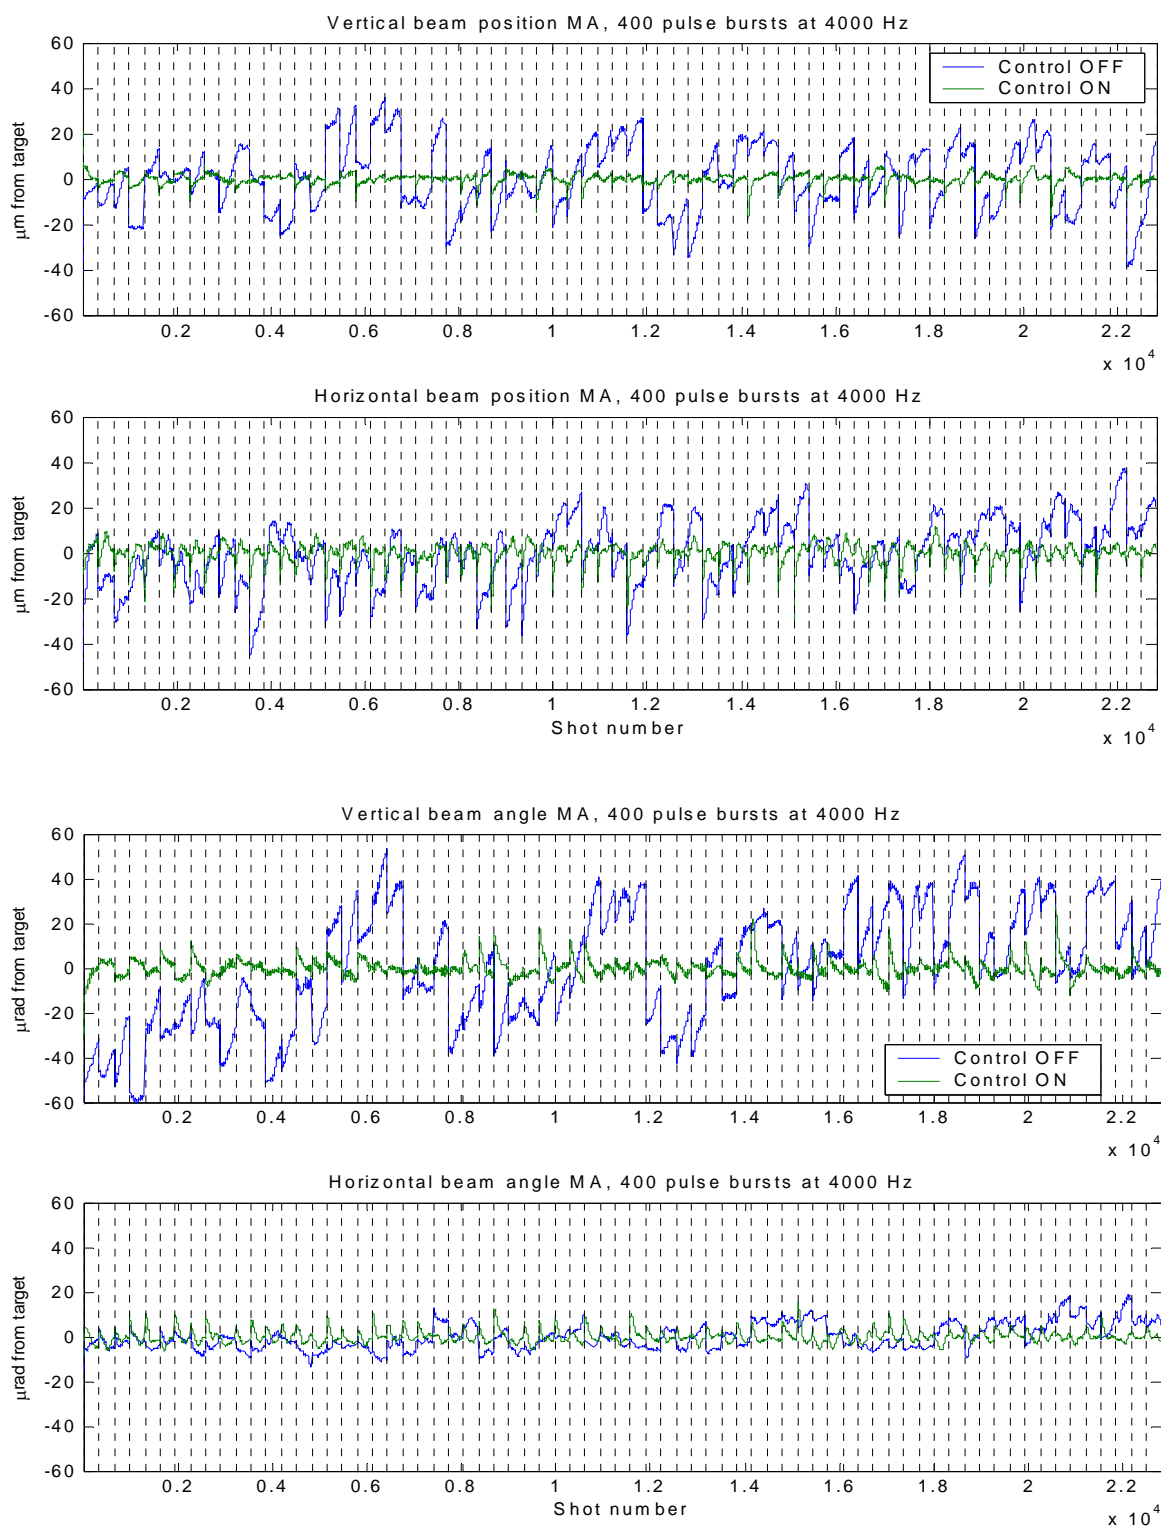 Vertical beam position MA, 400 pulse bursts at 4000 Hz
60
40
20
0
-20
-40
-60
μm from target
Control OFF
Control ON
0.2 0.4 0.6 0.8 1 1.2 1.4 1.6 1.8 2 2.2
x 10^4
Horizontal beam position MA, 400 pulse bursts at 4000 Hz
60
40
20
0
-20
-40
-60
μm from target
0.2 0.4 0.6 0.8 1 1.2 1.4 1.6 1.8 2 2.2
Shot number
x 10^4
Vertical beam angle MA, 400 pulse bursts at 4000 Hz
60
40
20
0
-20
-40
-60
μrad from target
Control OFF
Control ON
0.2 0.4 0.6 0.8 1 1.2 1.4 1.6 1.8 2 2.2
x 10^4
Horizontal beam angle MA, 400 pulse bursts at 4000 Hz
60
40
20
0
-20
-40
-60
μrad from target
0.2 0.4 0.6 0.8 1 1.2 1.4 1.6 1.8 2 2.2
Shot number
x 10^4